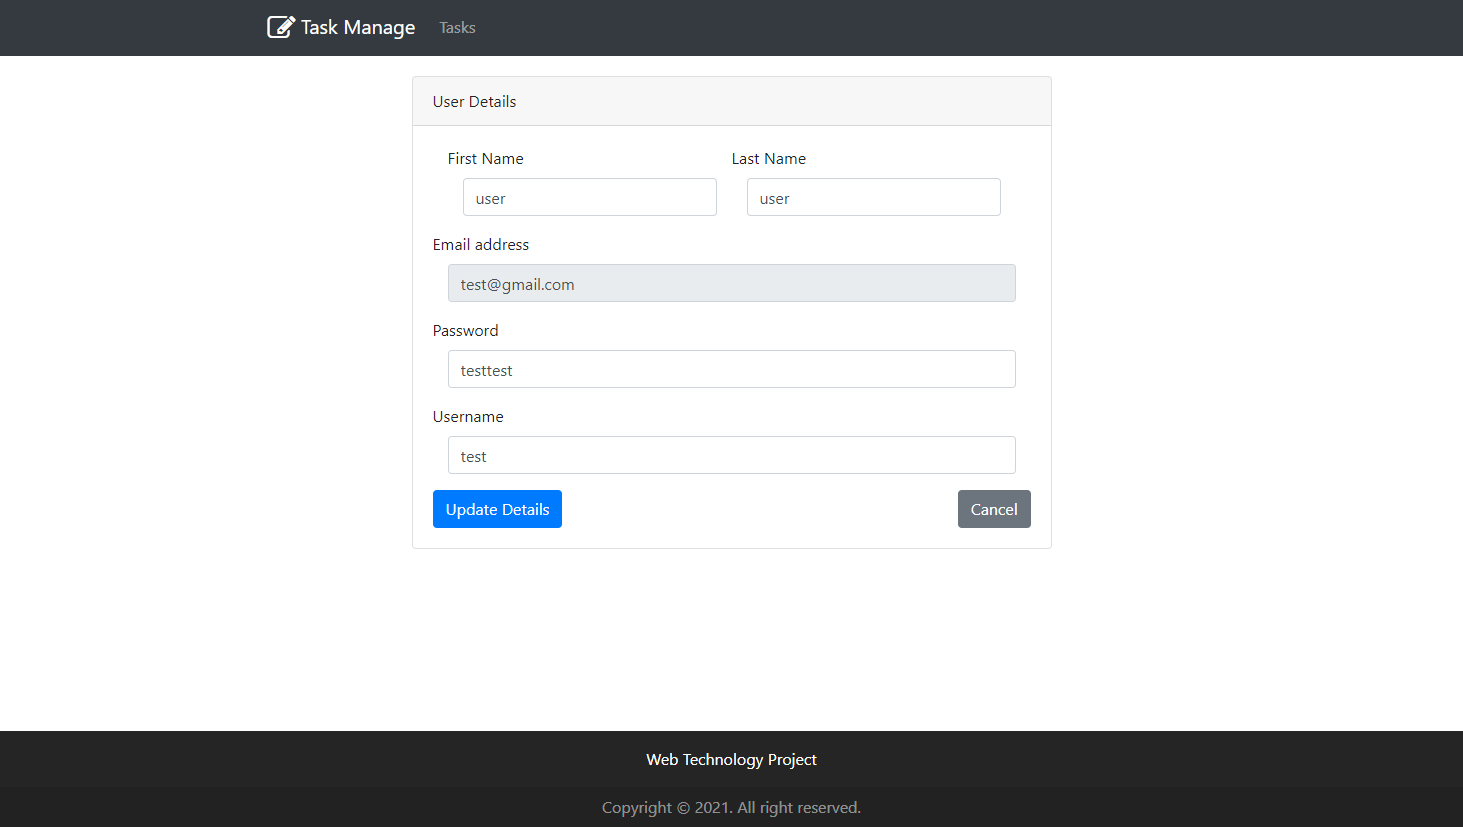 Task Manage Tasks
User Details
First Name Last Name
user user
Email address
test@gmail.com
Password
testtest
Username
test
Update Details Cancel
Web Technology Project
Copyright © 2021. All right reserved.